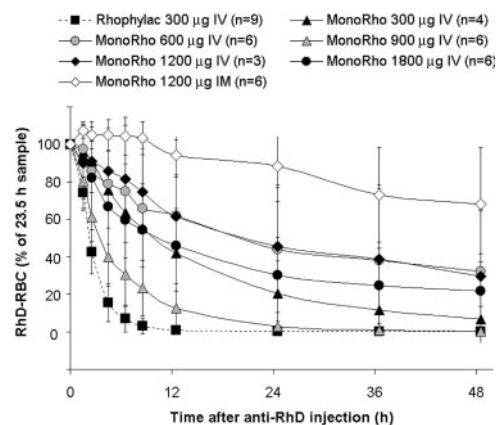 Rhophylac 300 µg IV (n=9) MonoRho 300 µg IV (n=4)
MonoRho 600 µg IV (n=6) MonoRho 900 µg IV (n=6)
MonoRho 1200 µg IV (n=3) MonoRho 1800 µg IV (n=6)
MonoRho 1200 µg IM (n=6)
RhD-RBC (% of 23.5 h sample)
100
80
60
40
20
0
0 12 24 36 48
Time after anti-RhD injection (h)